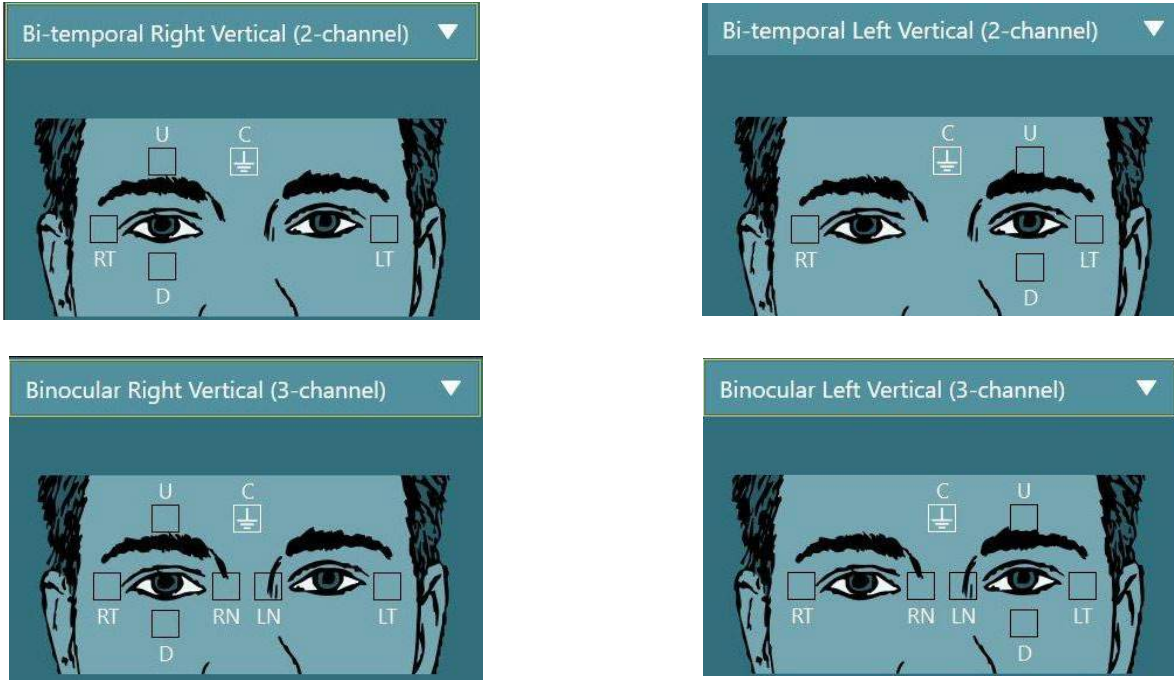 Bi-temporal Right Vertical (2-channel)
U C
RT LT
D
Bi-temporal Left Vertical (2-channel)
C U
RT LT
D
Binocular Right Vertical (3-channel)
U C
RT RN LN LT
D
Binocular Left Vertical (3-channel)
C U
RT RN LN LT
D